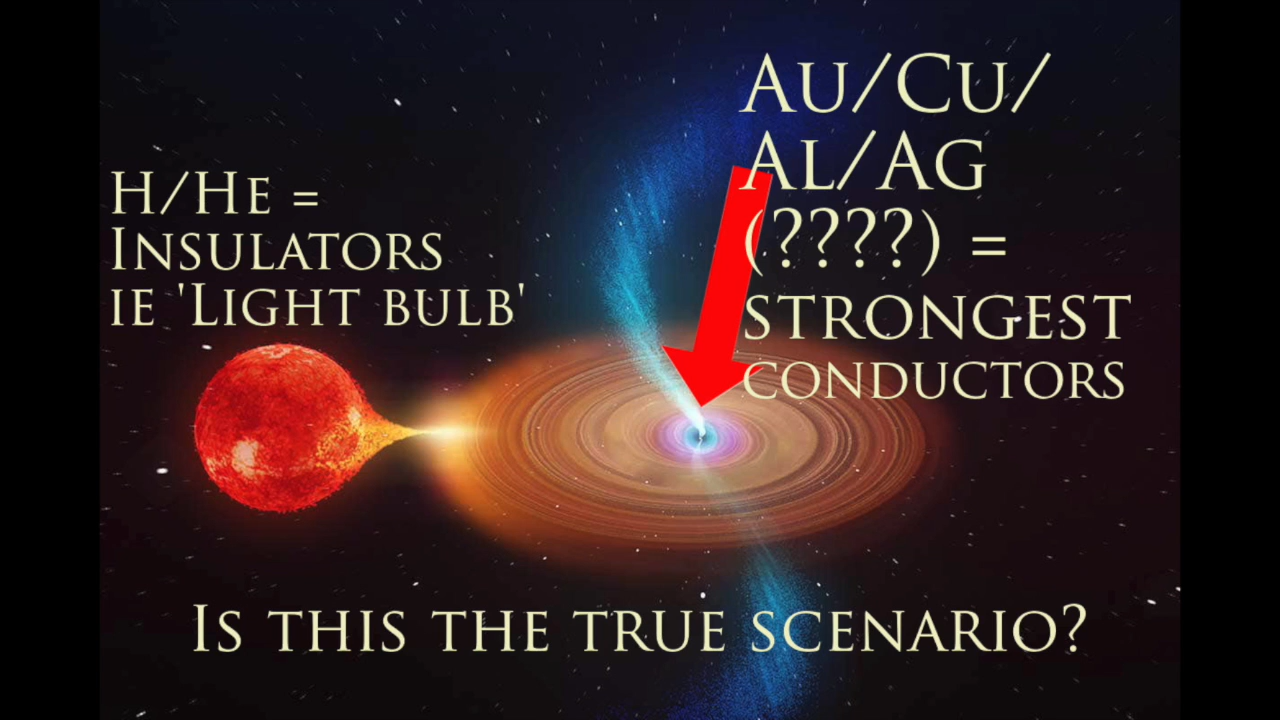 H/He =
Insulators
ie 'Light bulb'
Au/Cu/
Al/Ag
(????) =
strongest
conductors
Is this the true scenario?